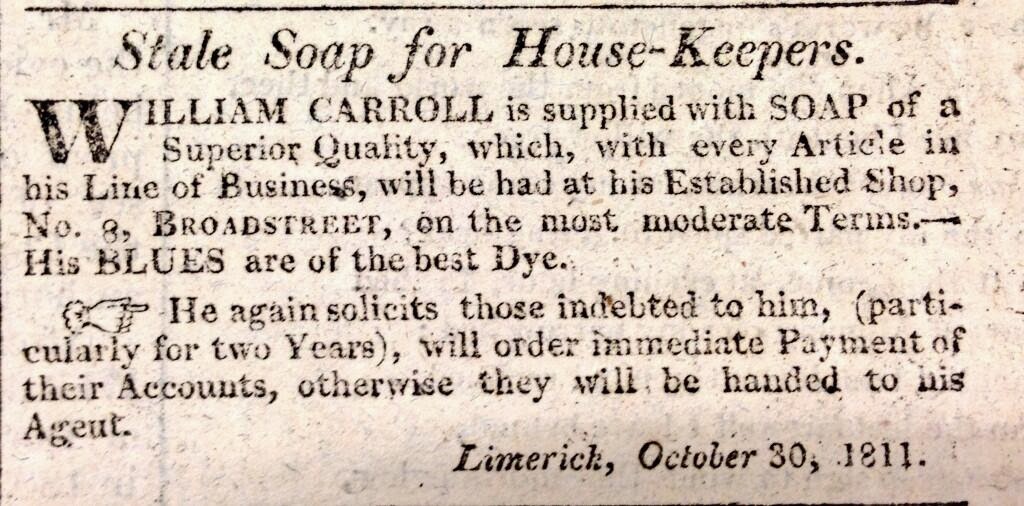 Stale Soap for House-Keepers.
WILLIAM CARROLL is supplied with SOAP of a
Superior Quality, which, with every Article in
his Line of Business, will be had at his Established Shop,
No. 8, BROADSTREET, on the most moderate Terms.—
His BLUES are of the best Dye.
☞ He again solicits those indebted to him, (parti-
cularly for two Years), will order immediate Payment of
their Accounts, otherwise they will be handed to his
Agent.
Limerick, October 30, 1811.